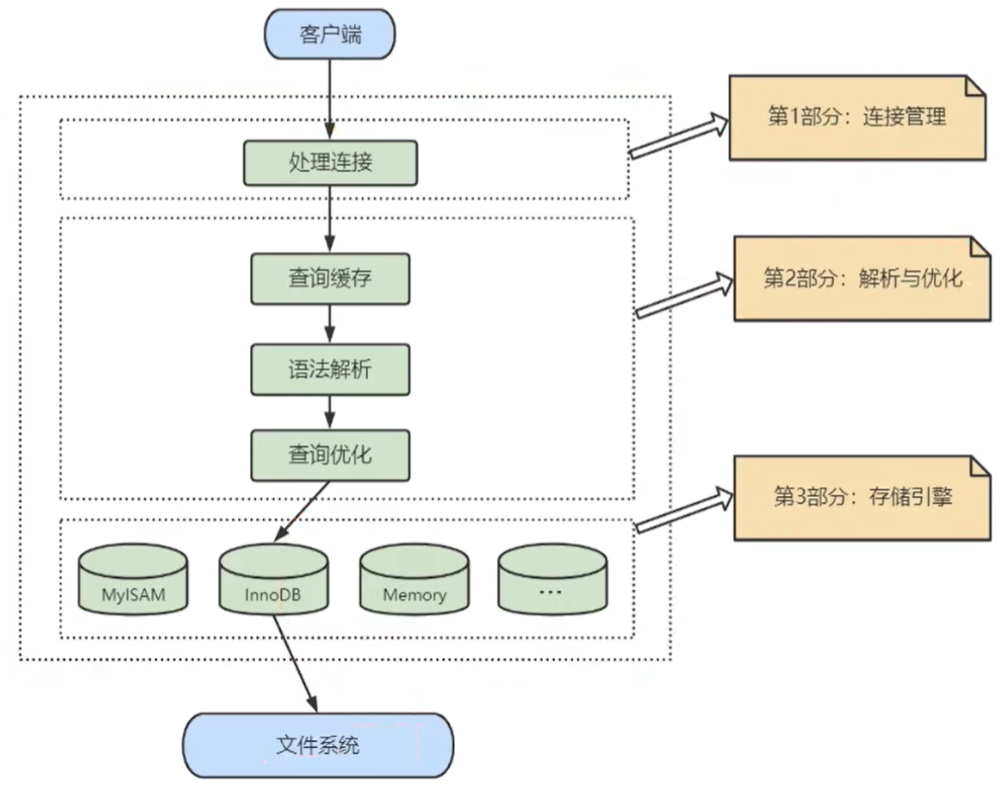 客户端
第1部分：连接管理
处理连接
查询缓存
第2部分：解析与优化
语法解析
查询优化
第3部分：存储引擎
MyISAM
InnoDB
Memory
...
文件系统